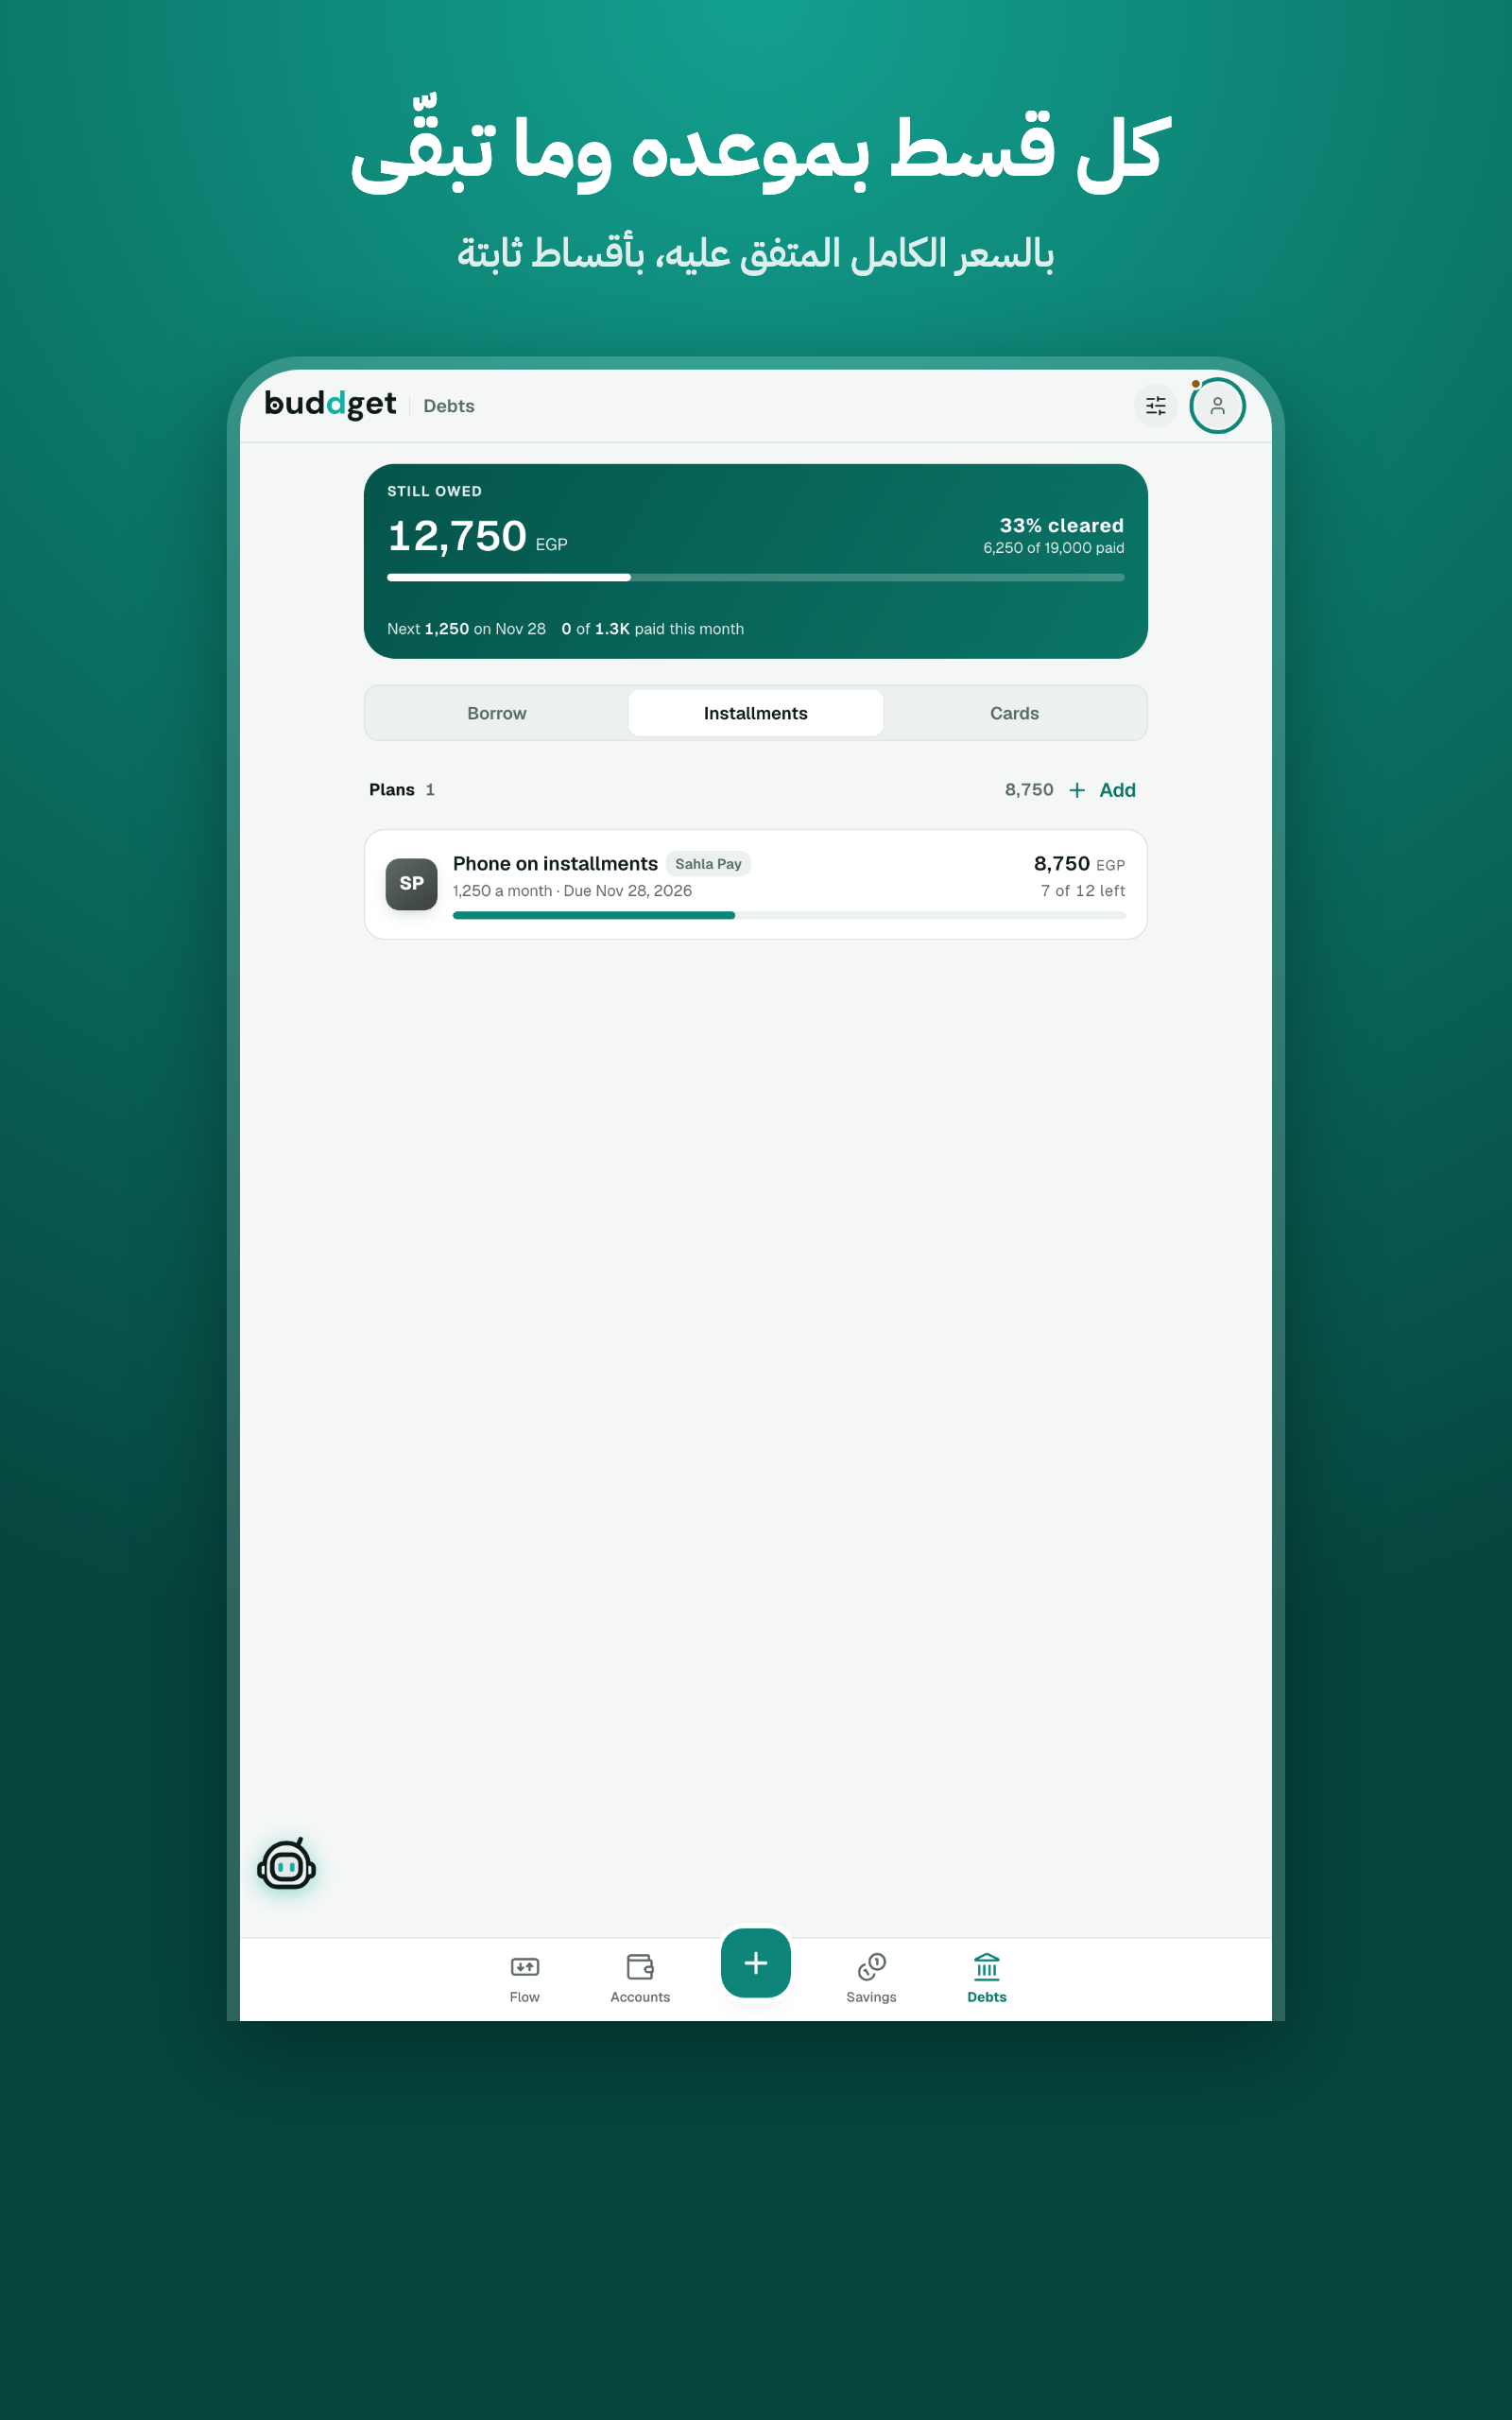 كل قسط بموعده وما تبقّى
بالسعر الكامل المتفق عليه، بأقساط ثابتة
buddget Debts
STILL OWED
12,750 EGP
33% cleared
6,250 of 19,000 paid
Next 1,250 on Nov 28 0 of 1.3K paid this month
Borrow Installments Cards
Plans 1 8,750 + Add
SP
Phone on installments Sahla Pay 8,750 EGP
1,250 a month · Due Nov 28, 2026 7 of 12 left
Flow Accounts Savings Debts